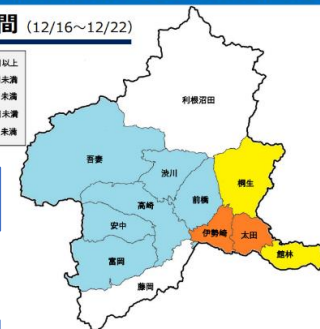 間 (12/16～12/22)
以上
未満
未満
未満
未満
利根沼田
吾妻
渋川
桐生
前橋
高崎
安中
伊勢崎
太田
館林
富岡
藤岡